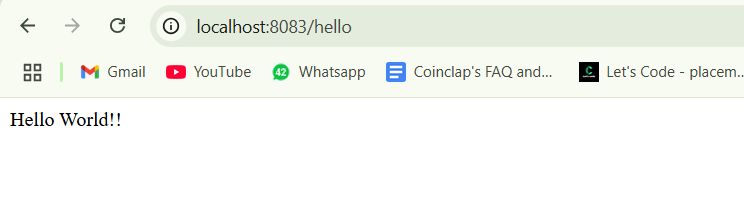 localhost:8083/hello
Gmail YouTube 42 Whatsapp Coinclap's FAQ and... Let's Code - placem...
Hello World!!